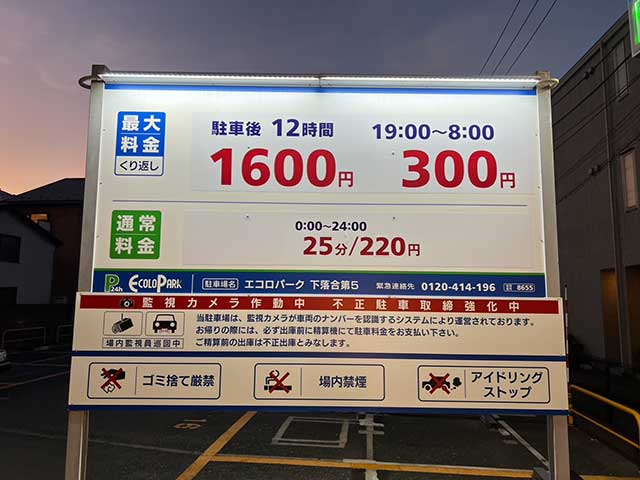 最大
料金
くり返し
駐車後 12時間
1600円
19:00〜8:00
300円
通常
料金
0:00〜24:00
25分/220円
P24h
ECOLOPARK
駐車場名
エコロパーク 下落合第5
緊急連絡先 0120-414-196
8655
監視カメラ作動中 不正駐車取締強化中
場内監視員巡回中
当駐車場は、監視カメラが車両のナンバーを認識するシステムにより運営されております。
お帰りの際には、必ず出庫前に精算機にて駐車料金をお支払い下さい。
ご精算前の出庫は不正出庫とみなします。
ゴミ捨て厳禁
場内禁煙
アイドリング
ストップ